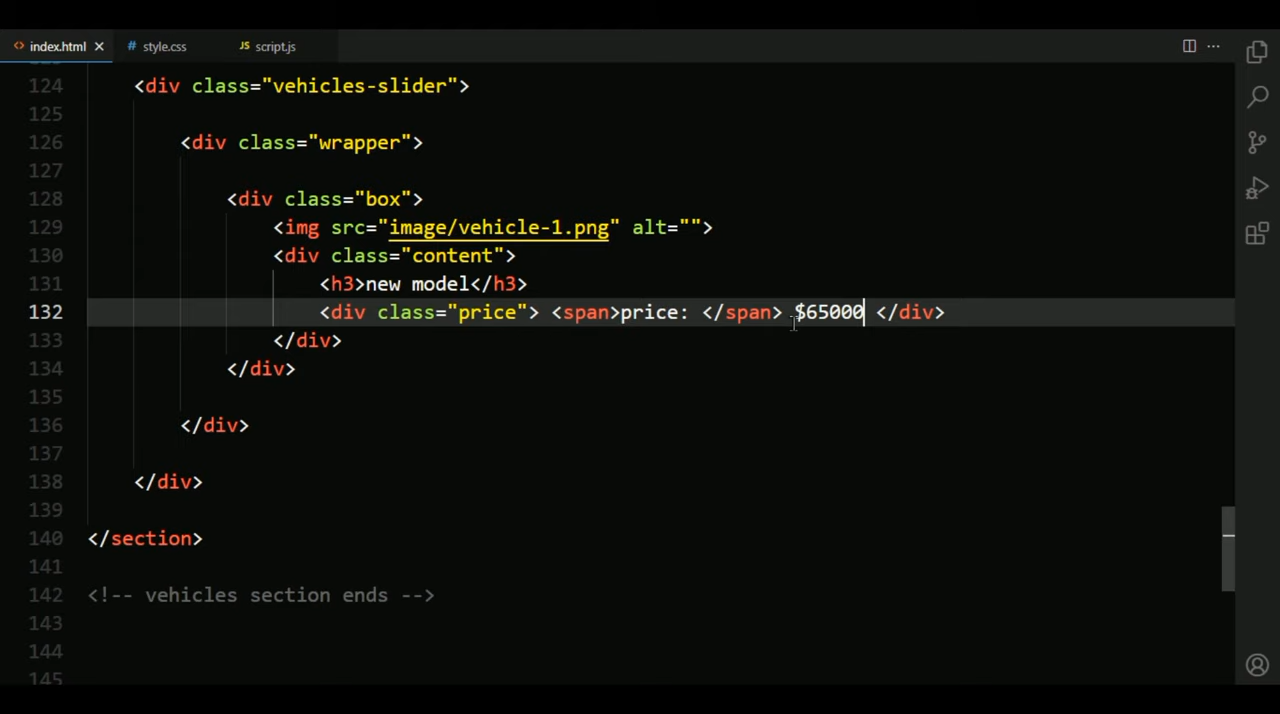 <> index.html × # style.css JS script.js ...
124 <div class="vehicles-slider">
125
126 <div class="wrapper">
127
128 <div class="box">
129 <img src="image/vehicle-1.png" alt="">
130 <div class="content">
131 <h3>new model</h3>
132 <div class="price"> <span>price: </span> $65000 </div>
133 </div>
134 </div>
135
136 </div>
137
138 </div>
139
140 </section>
141
142 <!-- vehicles section ends -->
143
144
145